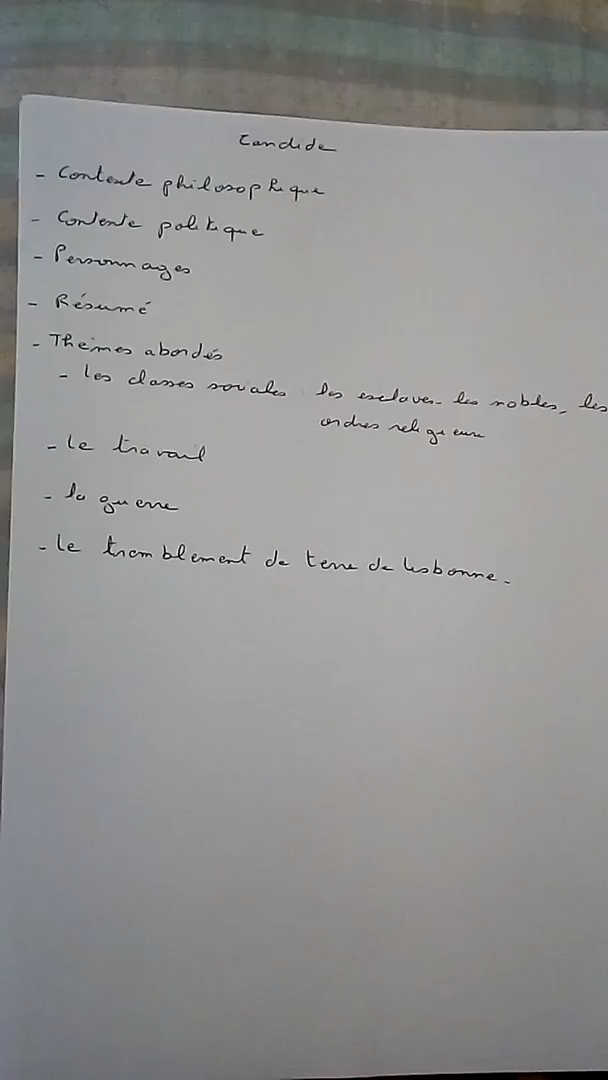 Candide
- Contexte philosophique
- Contexte politique
- Personnages
- Résumé
- Thèmes abordés
- les classes sociales les esclaves - les nobles, les
ordres religieux
- le travail
- la guerre
- le tremblement de terre de Lisbonne.